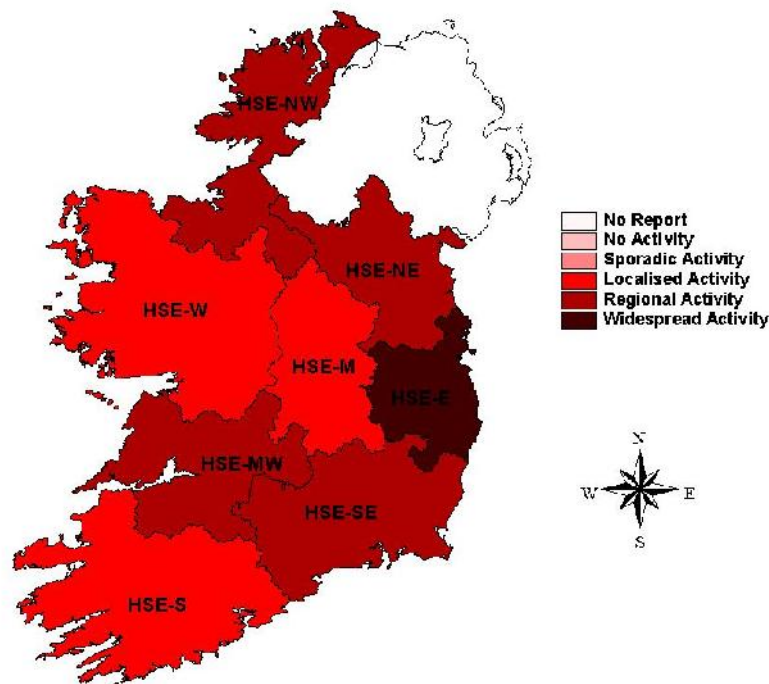 HSE-NW
HSE-NE
HSE-W
HSE-M
HSE-E
HSE-MW
HSE-SE
HSE-S
No Report
No Activity
Sporadic Activity
Localised Activity
Regional Activity
Widespread Activity
N
W E
S